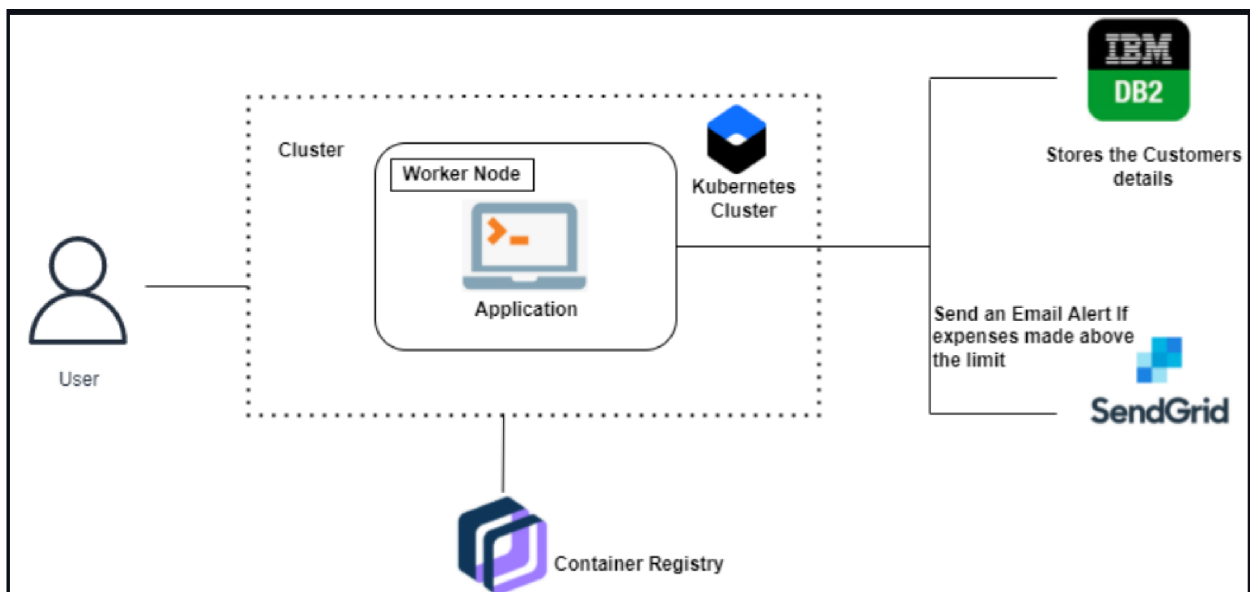 IBM
DB2
Stores the Customers
details
Cluster
Worker Node
Kubernetes
Cluster
Application
User
Send an Email Alert If
expenses made above
the limit
SendGrid
Container Registry